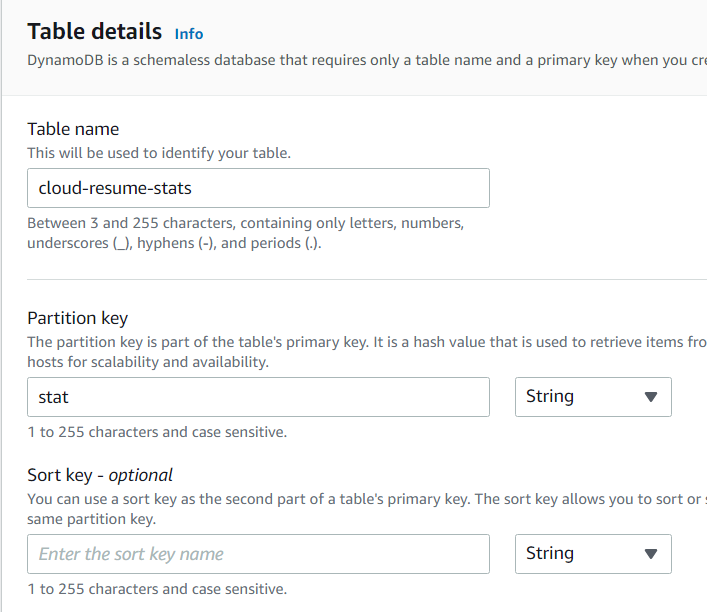 Table details Info
DynamoDB is a schemaless database that requires only a table name and a primary key when you
Table name
This will be used to identify your table.
cloud-resume-stats
Between 3 and 255 characters, containing only letters, numbers,
underscores (_), hyphens (-), and periods (.).
Partition key
The partition key is part of the table's primary key. It is a hash value that is used to retrieve items
hosts for scalability and availability.
stat String
1 to 255 characters and case sensitive.
Sort key - optional
You can use a sort key as the second part of a table's primary key. The sort key allows you to sort or
same partition key.
Enter the sort key name String
1 to 255 characters and case sensitive.